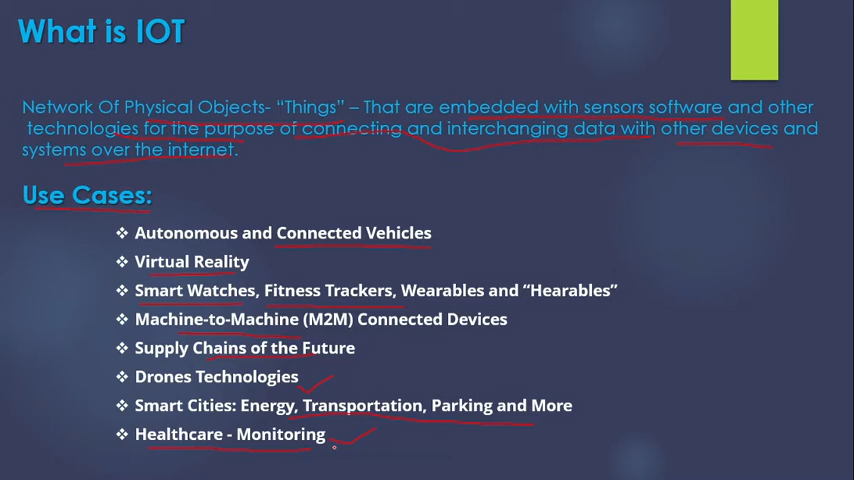 What is IOT
Network Of Physical Objects- “Things” – That are embedded with sensors software and other
technologies for the purpose of connecting and interchanging data with other devices and
systems over the internet.
Use Cases:
❖ Autonomous and Connected Vehicles
❖ Virtual Reality
❖ Smart Watches, Fitness Trackers, Wearables and “Hearables”
❖ Machine-to-Machine (M2M) Connected Devices
❖ Supply Chains of the Future
❖ Drones Technologies
❖ Smart Cities: Energy, Transportation, Parking and More
❖ Healthcare - Monitoring